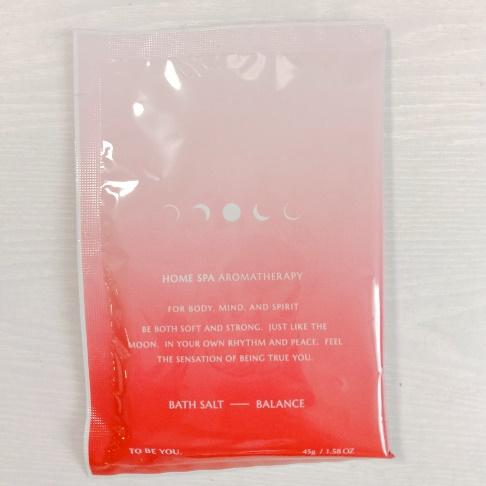 HOME SPA AROMATHERAPY
FOR BODY, MIND, AND SPIRIT
BE BOTH SOFT AND STRONG. JUST LIKE THE
MOON, IN YOUR OWN RHYTHM AND PEACE. FEEL
THE SENSATION OF BEING TRUE YOU.
BATH SALT — BALANCE
TO BE YOU. 45g / 1.58 OZ